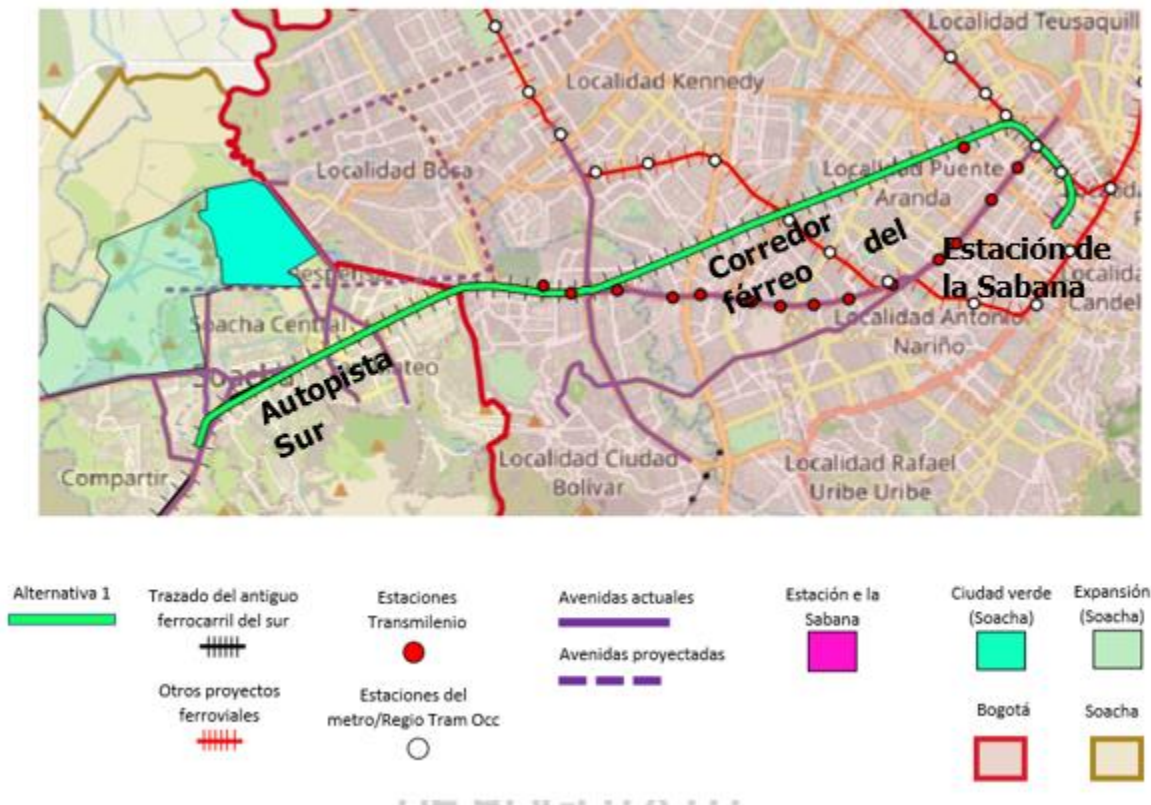 Localidad Teusaquill
Localidad Kennedy
Localidad Bosa
Localidad Puente
Aranda
Corredor del
férreo
Estación de
la Sabana
Localida
Candel
Localidad Antonio
Nariño
Soacha Central
Soacha
Autopista
Sur
Compartir
Localidad Ciudad
Bolívar
Localidad Rafael
Uribe Uribe
Alternativa 1
Trazado del antiguo
ferrocarril del sur
Otros proyectos
ferroviales
Estaciones
Transmilenio
Estaciones del
metro/Regio Tram Occ
Avenidas actuales
Avenidas proyectadas
Estación e la
Sabana
Ciudad verde
(Soacha)
Expansión
(Soacha)
Bogotá
Soacha